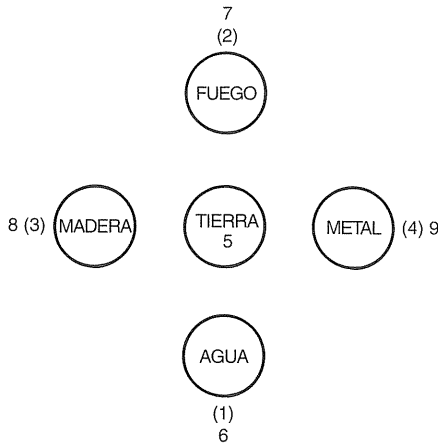 7
(2)
FUEGO
8 (3) MADERA
TIERRA
5
METAL (4) 9
AGUA
(1)
6